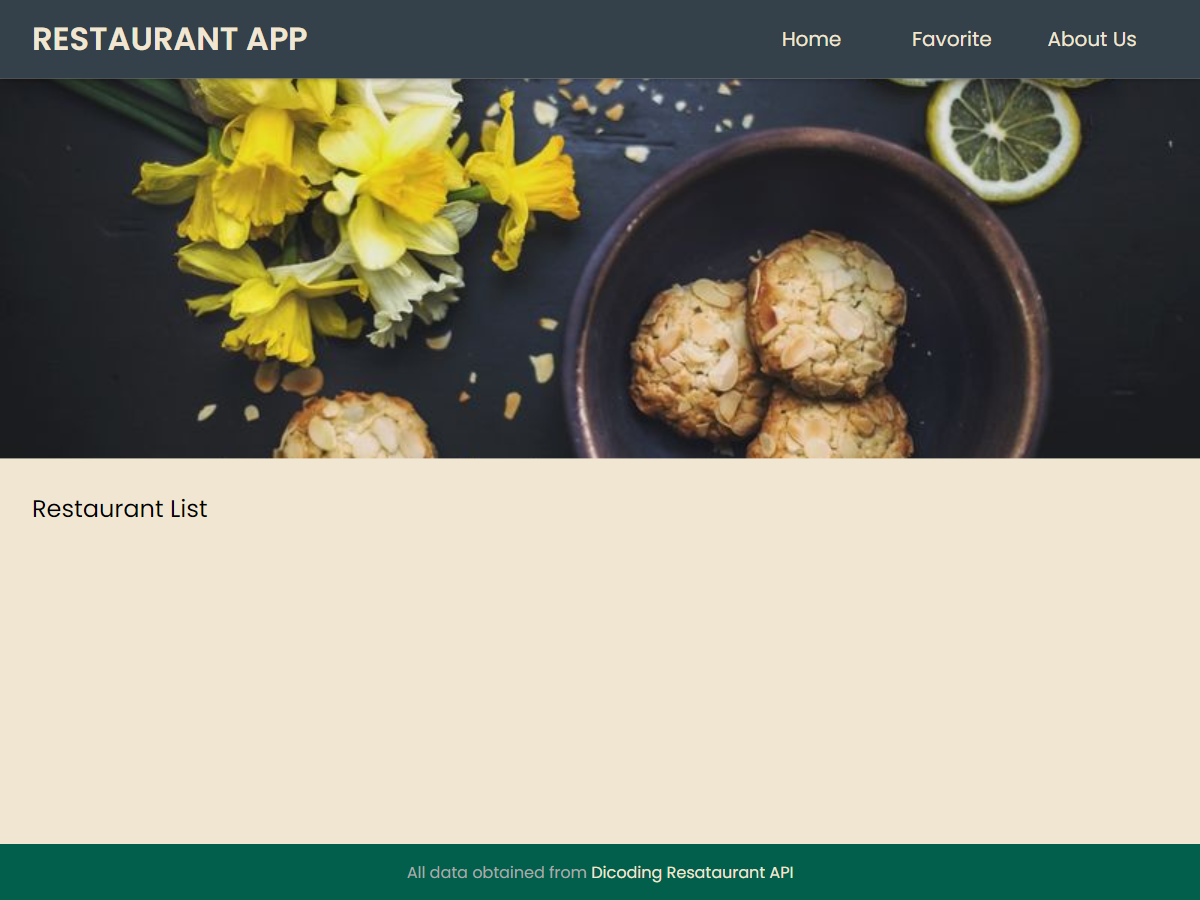 RESTAURANT APP
Home Favorite About Us
Restaurant List
All data obtained from Dicoding Resataurant API